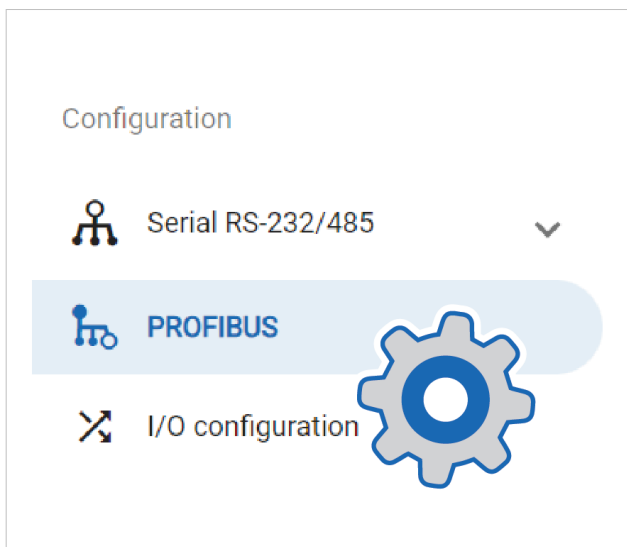 Configuration
Serial RS-232/485
PROFIBUS
I/O configuration